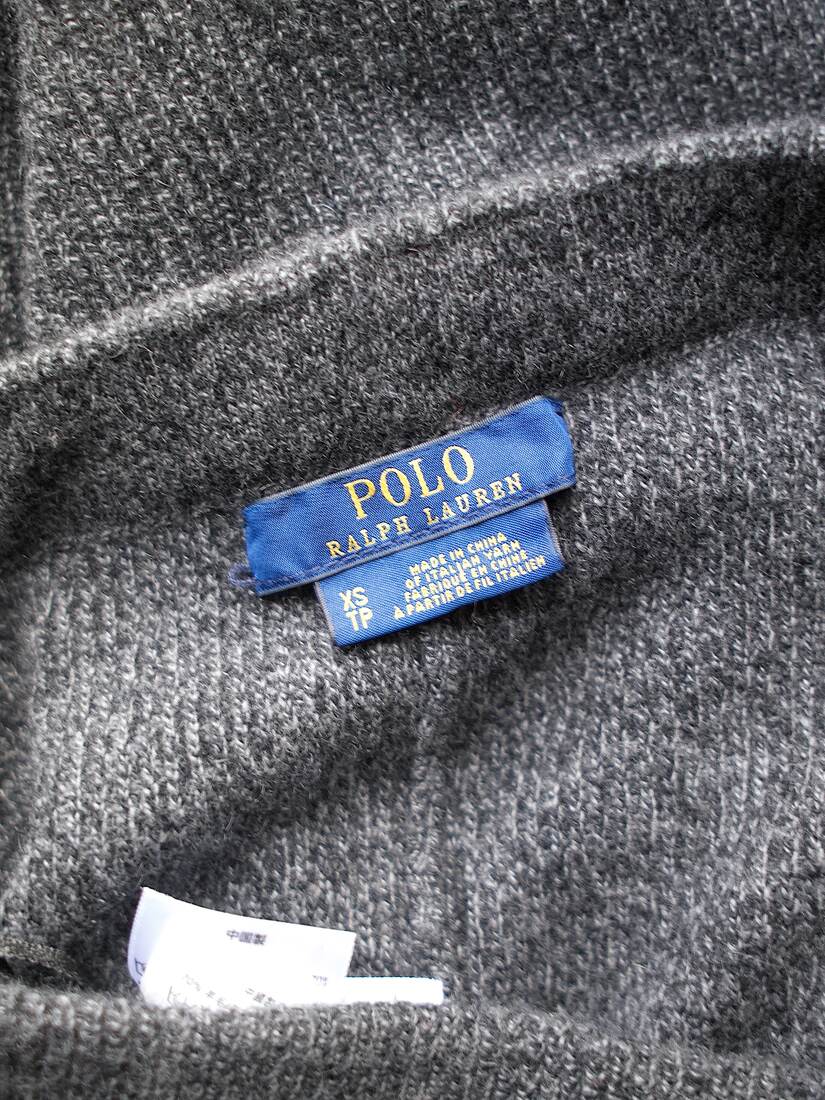 POLO
RALPH LAUREN
XS
TP
MADE IN CHINA
OF ITALIAN YARN
FABRIQUÉ EN CHINE
A PARTIR DE FIL ITALIEN
中国製